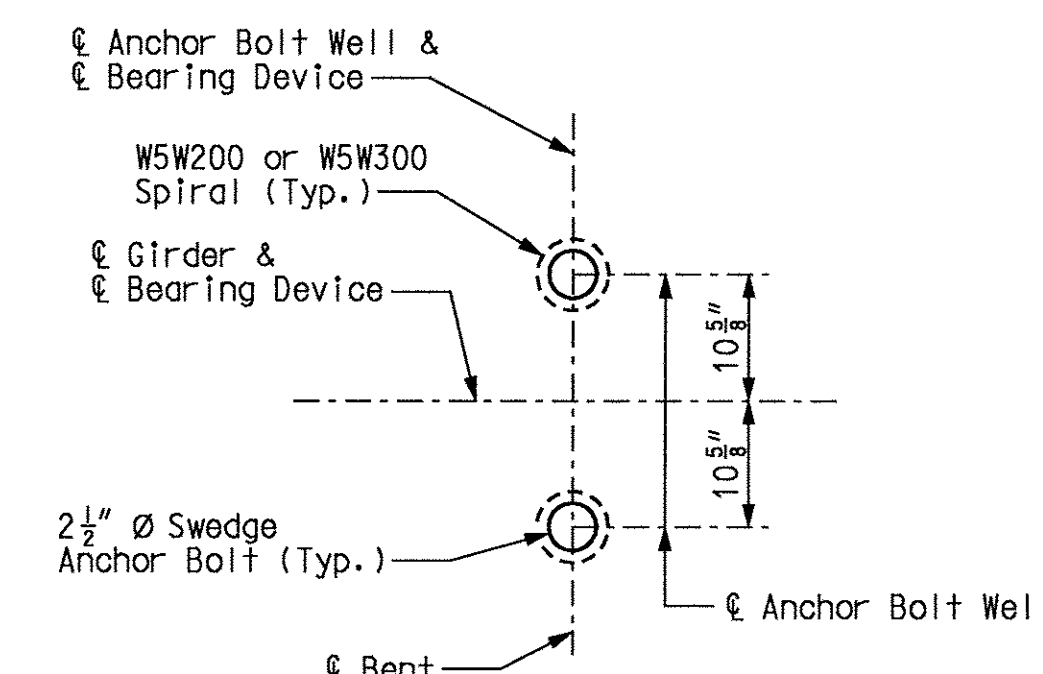 ℄ Anchor Bolt Well &
℄ Bearing Device
W5W200 or W5W300
Spiral (Typ.)
℄ Girder &
℄ Bearing Device
10 5/8"
10 5/8"
2 1/2" Ø Swedge
Anchor Bolt (Typ.)
℄ Anchor Bolt Wel
℄ Bent